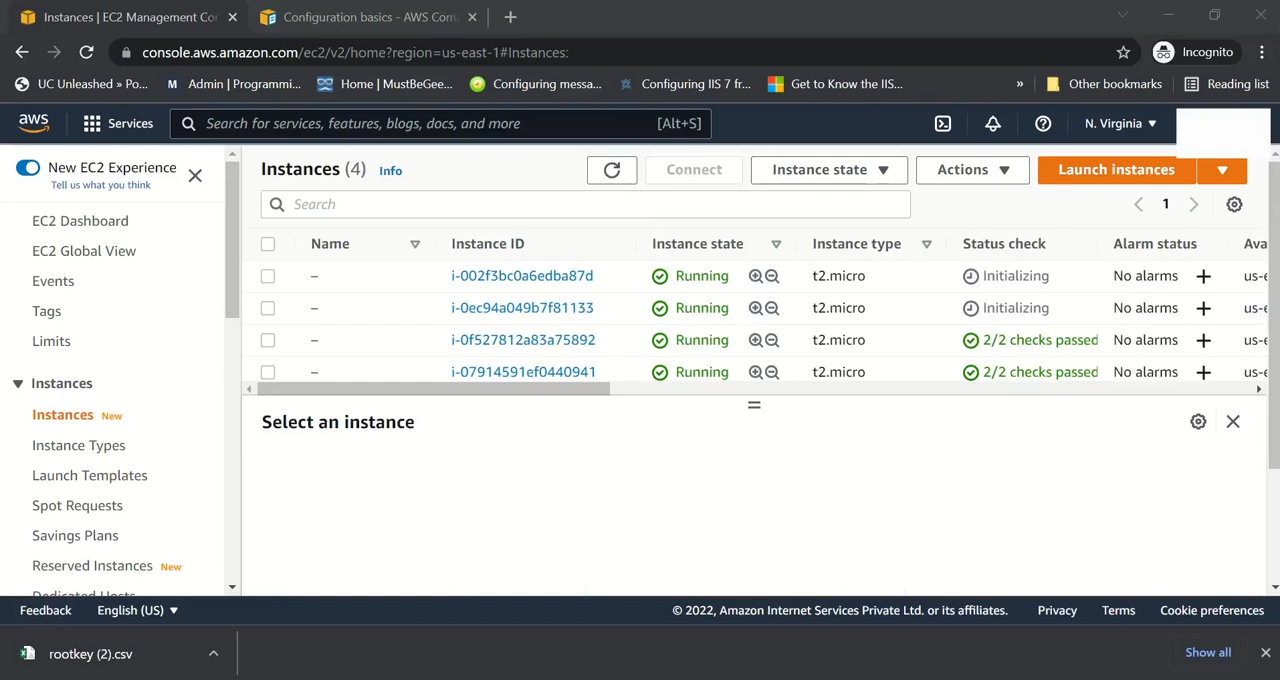 Instances | EC2 Management Cor
Configuration basics - AWS Com
console.aws.amazon.com/ec2/v2/home?region=us-east-1#Instances:
Incognito
UC Unleashed » Po...
M Admin | Programmi...
Home | MustBeGee...
Configuring messa...
Configuring IIS 7 fr...
Get to Know the IIS...
»
Other bookmarks
Reading list
aws
Services
Search for services, features, blogs, docs, and more
[Alt+S]
N. Virginia
New EC2 Experience
Tell us what you think
EC2 Dashboard
EC2 Global View
Events
Tags
Limits
Instances
Instances New
Instance Types
Launch Templates
Spot Requests
Savings Plans
Reserved Instances New
Dedicated Hosts
Instances (4) Info
Connect
Instance state
Actions
Launch instances
Search
1
Name Instance ID Instance state Instance type Status check Alarm status Ava
– i-002f3bc0a6edba87d Running t2.micro Initializing No alarms + us-e
– i-0ec94a049b7f81133 Running t2.micro Initializing No alarms + us-e
– i-0f527812a83a75892 Running t2.micro 2/2 checks passed No alarms + us-e
– i-07914591ef0440941 Running t2.micro 2/2 checks passed No alarms + us-e
Select an instance
Feedback English (US) © 2022, Amazon Internet Services Private Ltd. or its affiliates. Privacy Terms Cookie preferences
rootkey (2).csv
Show all